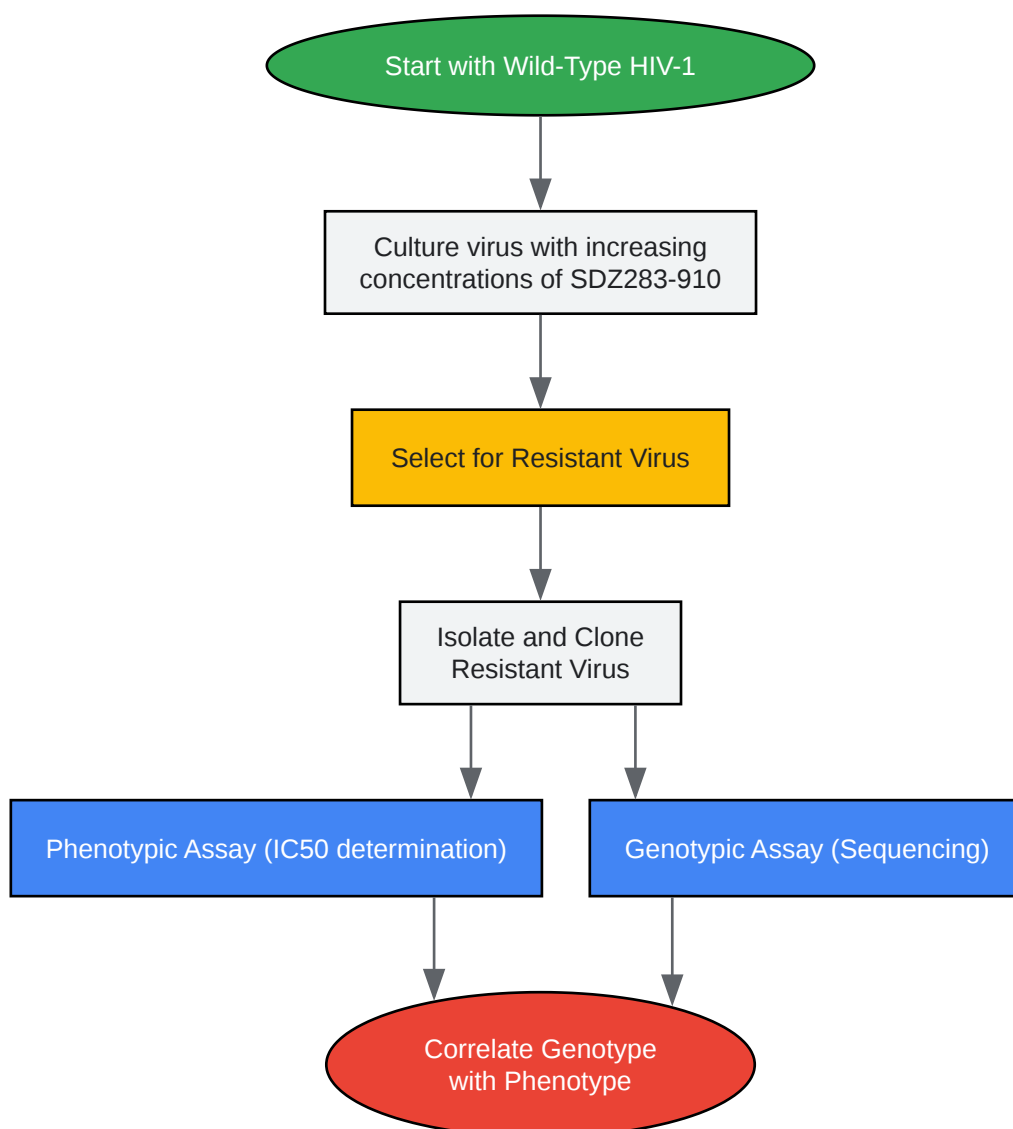 Start with Wild-Type HIV-1
Culture virus with increasing
concentrations of SDZ283-910
Select for Resistant Virus
Isolate and Clone
Resistant Virus
Phenotypic Assay (IC50 determination)
Genotypic Assay (Sequencing)
Correlate Genotype
with Phenotype